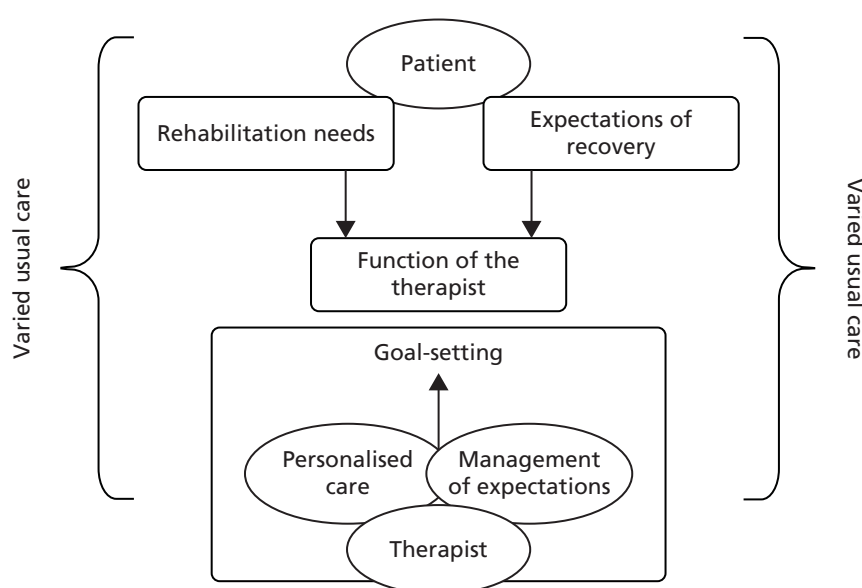 Patient
Rehabilitation needs
Expectations of
recovery
Varied usual care
Varied usual care
Function of the
therapist
Goal-setting
Personalised
care
Management
of expectations
Therapist